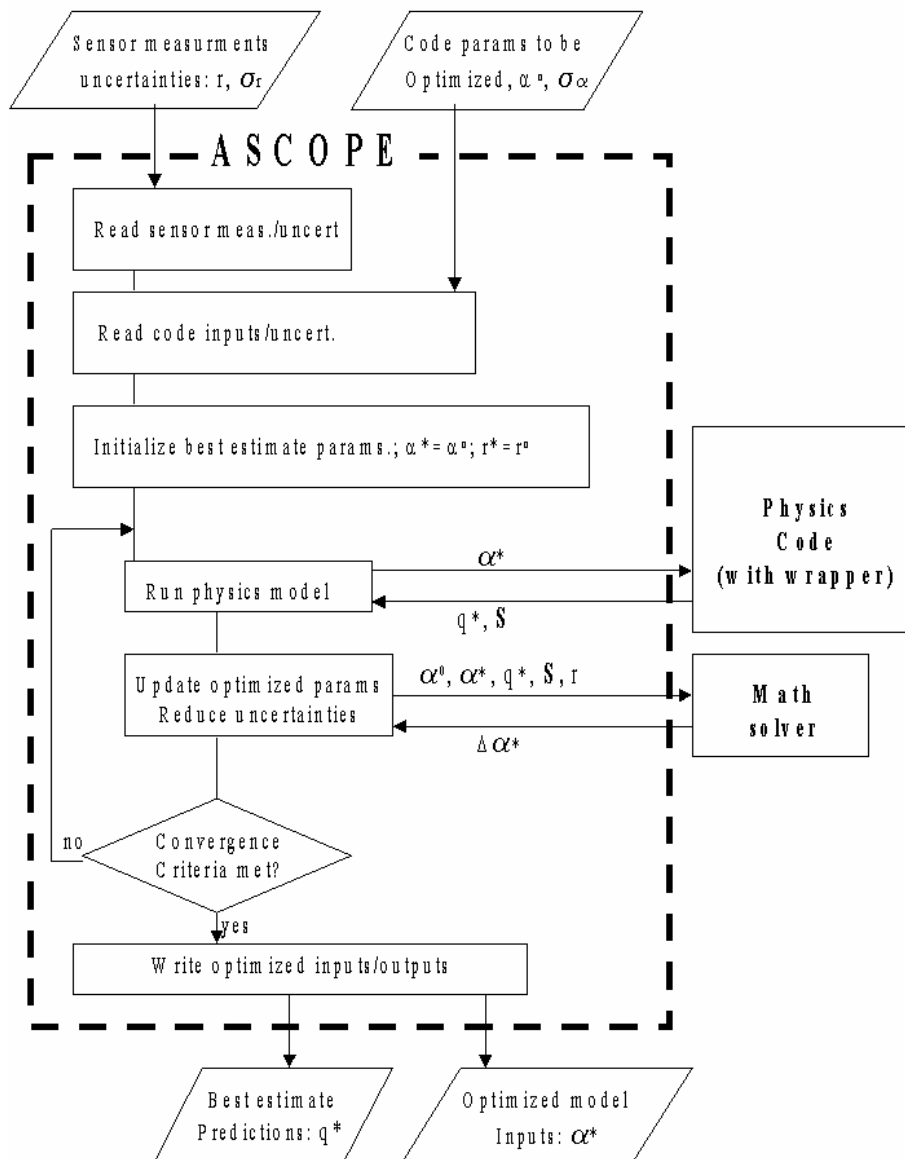 Sensor measurments
uncertainties: r, σr
Code params to be
Optimized, α⁰, σα
ASCOPE
Read sensor meas./uncert
Read code inputs/uncert.
Initialize best estimate params.; α*=α⁰; r*=r⁰
Physics
Code
(with wrapper)
α*
Run physics model
q*, S
Update optimized params
Reduce uncertainties
α⁰, α*, q*, S, r
Math
solver
Δα*
no
Convergence
Criteria met?
yes
Write optimized inputs/outputs
Best estimate
Predictions: q*
Optimized model
Inputs: α*